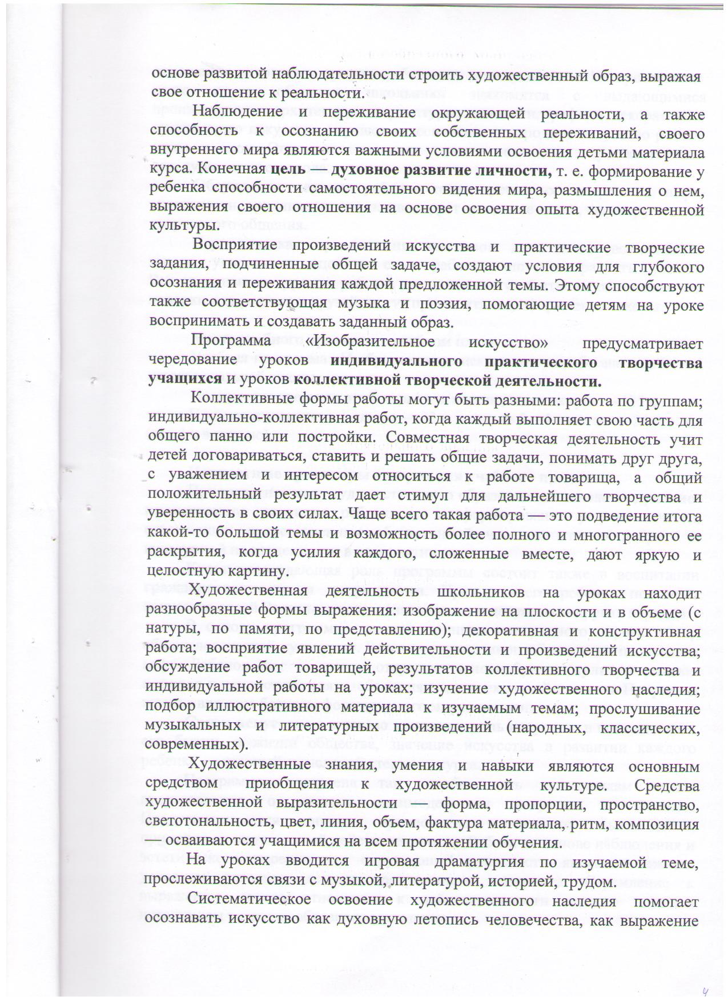 основе развитой наблюдательности строить художественный образ, выражая
свое отношение к реальности.
Наблюдение и переживание окружающей реальности, а также
способность к осознанию своих собственных переживаний, своего
внутреннего мира являются важными условиями освоения детьми материала
курса. Конечная цель — духовное развитие личности, т. е. формирование у
ребенка способности самостоятельного видения мира, размышления о нем,
выражения своего отношения на основе освоения опыта художественной
культуры.
Восприятие произведений искусства и практические творческие
задания, подчиненные общей задаче, создают условия для глубокого
осознания и переживания каждой предложенной темы. Этому способствуют
также соответствующая музыка и поэзия, помогающие детям на уроке
воспринимать и создавать заданный образ.
Программа «Изобразительное искусство» предусматривает
чередование уроков индивидуального практического творчества
учащихся и уроков коллективной творческой деятельности.
Коллективные формы работы могут быть разными: работа по группам;
индивидуально-коллективная работ, когда каждый выполняет свою часть для
общего панно или постройки. Совместная творческая деятельность учит
детей договариваться, ставить и решать общие задачи, понимать друг друга,
с уважением и интересом относиться к работе товарища, а общий
положительный результат дает стимул для дальнейшего творчества и
уверенность в своих силах. Чаще всего такая работа — это подведение итога
какой-то большой темы и возможность более полного и многогранного ее
раскрытия, когда усилия каждого, сложенные вместе, дают яркую и
целостную картину.
Художественная деятельность школьников на уроках находит
разнообразные формы выражения: изображение на плоскости и в объеме (с
натуры, по памяти, по представлению); декоративная и конструктивная
работа; восприятие явлений действительности и произведений искусства;
обсуждение работ товарищей, результатов коллективного творчества и
индивидуальной работы на уроках; изучение художественного наследия;
подбор иллюстративного материала к изучаемым темам; прослушивание
музыкальных и литературных произведений (народных, классических,
современных).
Художественные знания, умения и навыки являются основным
средством приобщения к художественной культуре. Средства
художественной выразительности — форма, пропорции, пространство,
светотональность, цвет, линия, объем, фактура материала, ритм, композиция
— осваиваются учащимися на всем протяжении обучения.
На уроках вводится игровая драматургия по изучаемой теме,
прослеживаются связи с музыкой, литературой, историей, трудом.
Систематическое освоение художественного наследия помогает
осознавать искусство как духовную летопись человечества, как выражение
4